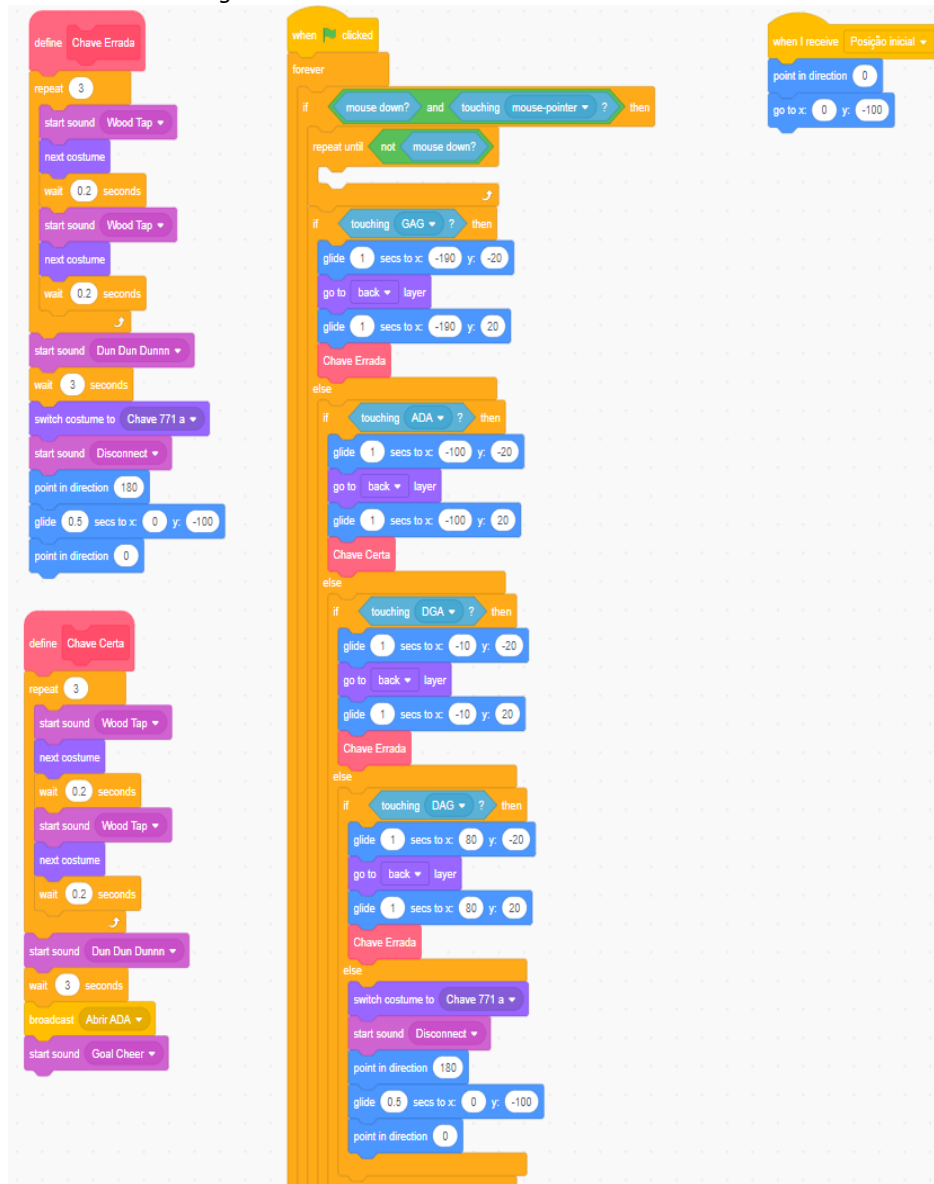 define Chave Errada
repeat 3
start sound Wood Tap
next costume
wait 0.2 seconds
start sound Wood Tap
next costume
wait 0.2 seconds
start sound Dun Dun Dunnn
wait 3 seconds
switch costume to Chave 771 a
start sound Disconnect
point in direction 180
glide 0.5 secs to x: 0 y: -100
point in direction 0
define Chave Certa
repeat 3
start sound Wood Tap
next costume
wait 0.2 seconds
start sound Wood Tap
next costume
wait 0.2 seconds
start sound Dun Dun Dunnn
wait 3 seconds
broadcast Abrir ADA
start sound Goal Cheer
when clicked
forever
if mouse down? and touching mouse-pointer ? then
repeat until not mouse down?
if touching GAG ? then
glide 1 secs to x: -190 y: -20
go to back layer
glide 1 secs to x: -190 y: 20
Chave Errada
else
if touching ADA ? then
glide 1 secs to x: -100 y: -20
go to back layer
glide 1 secs to x: -100 y: 20
Chave Certa
else
if touching DGA ? then
glide 1 secs to x: -10 y: -20
go to back layer
glide 1 secs to x: -10 y: 20
Chave Errada
else
if touching DAG ? then
glide 1 secs to x: 80 y: -20
go to back layer
glide 1 secs to x: 80 y: 20
Chave Errada
else
switch costume to Chave 771 a
start sound Disconnect
point in direction 180
glide 0.5 secs to x: 0 y: -100
point in direction 0
when I receive Posição inicial
point in direction 0
go to x: 0 y: -100